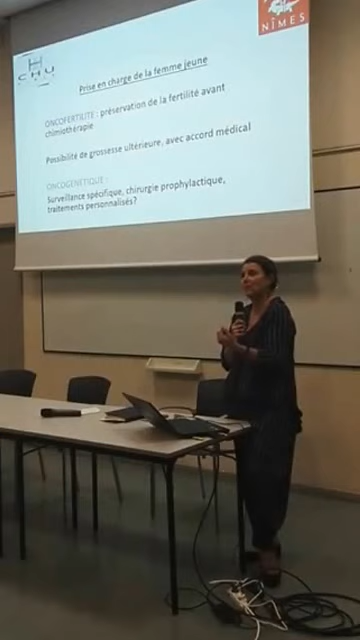 CHU
NÎMES
Prise en charge de la femme jeune
ONCOFERTILITE : préservation de la fertilité avant
chimiothérapie
Possibilité de grossesse ultérieure, avec accord médical
ONCOGENETIQUE :
Surveillance spécifique, chirurgie prophylactique,
traitements personnalisés?